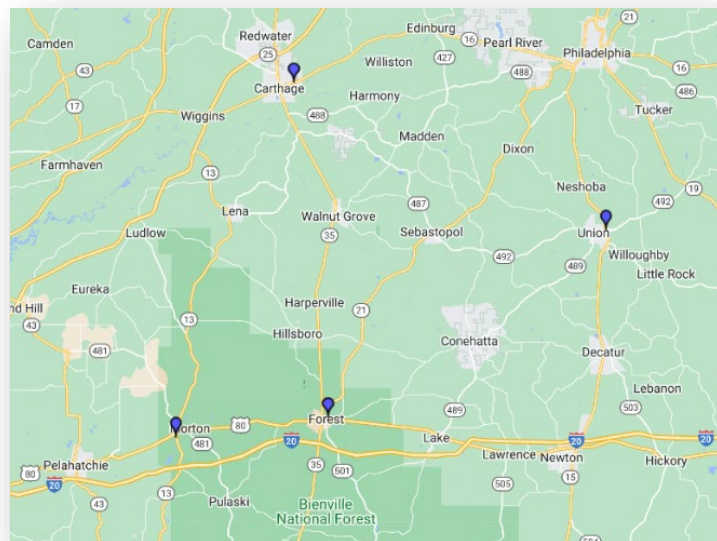 Edinburg
21
Redwater
16
Pearl River
Camden
25
Williston
427
Philadelphia
43
488
16
Carthage
486
Harmony
17
Tucker
Wiggins
488
Madden
Farmhaven
Dixon
13
Neshoba
19
487
492
Lena
Walnut Grove
35
Sebastopol
Union
Ludlow
492
Willoughby
489
Little Rock
Eureka
nd Hill
Harperville
21
43
13
Hillsboro
Conehatta
481
Decatur
Lebanon
489
503
Morton
80
Forest
20
Lake
20
20
481
Lawrence
Newton
Hickory
Pelahatchie
80
20
35
501
15
13
505
Pulaski
Bienville
National Forest